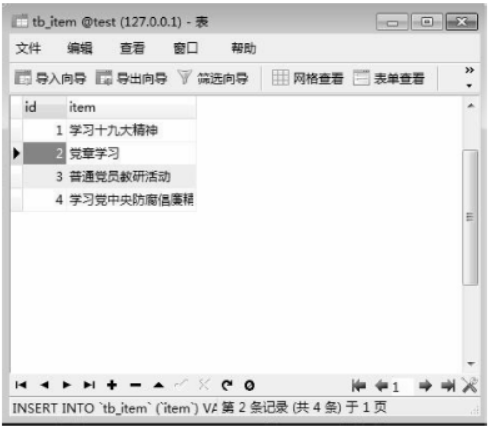 tb_item @test (127.0.0.1) - 表
文件 编辑 查看 窗口 帮助
导入向导 导出向导 筛选向导 网格查看 表单查看 »
id item
1 学习十九大精神
2 党章学习
3 普通党员教研活动
4 学习党中央防腐倡廉精
1
INSERT INTO `tb_item` (`item`) VA 第 2 条记录 (共 4 条) 于 1 页